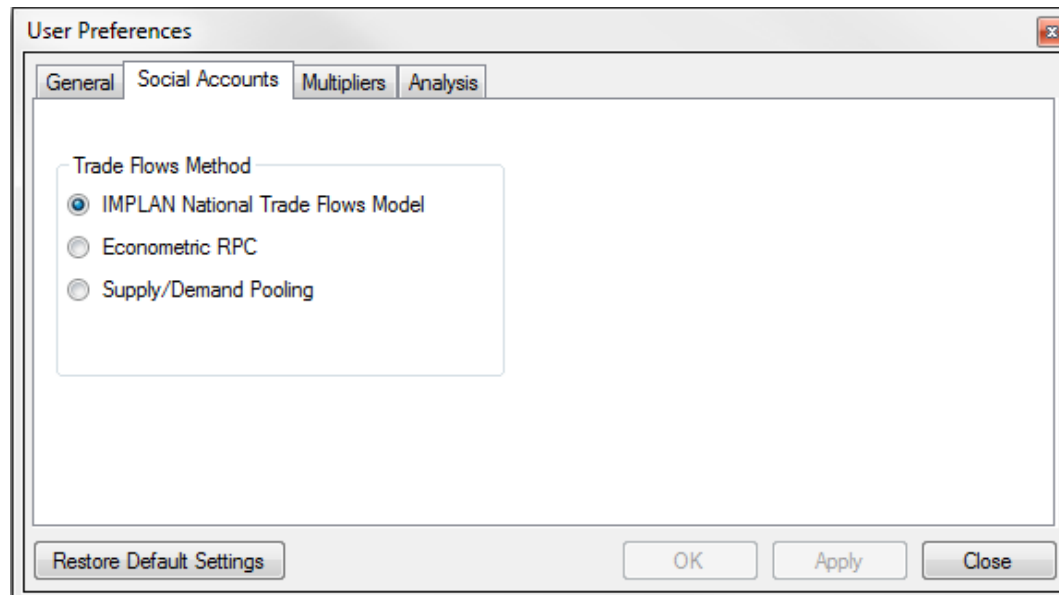 User Preferences
General Social Accounts Multipliers Analysis
Trade Flows Method
IMPLAN National Trade Flows Model
Econometric RPC
Supply/Demand Pooling
Restore Default Settings OK Apply Close